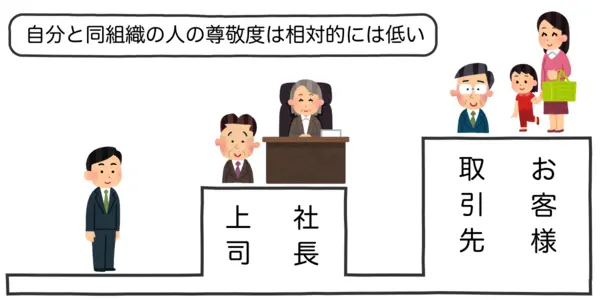 自分と同組織の人の尊敬度は相対的には低い
上司
社長
取引先
お客様